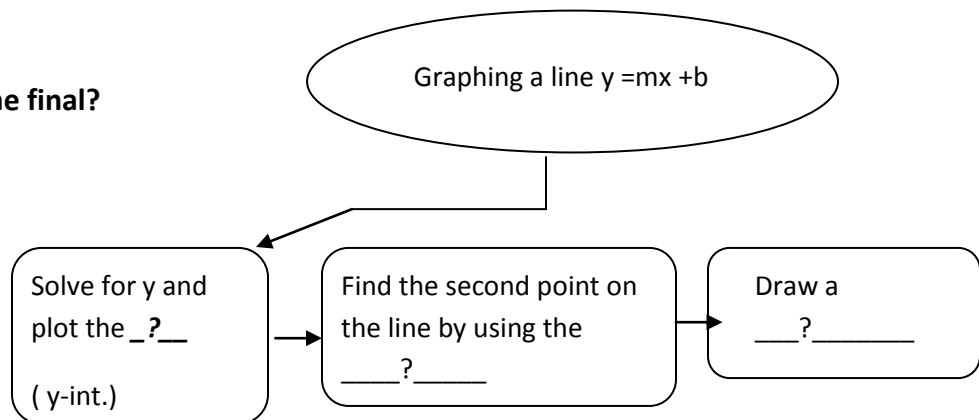 Graphing a line y =mx +b
final?
Solve for y and
plot the _?__
( y-int.)
Find the second point on
the line by using the
____?_____
Draw a
___?_______